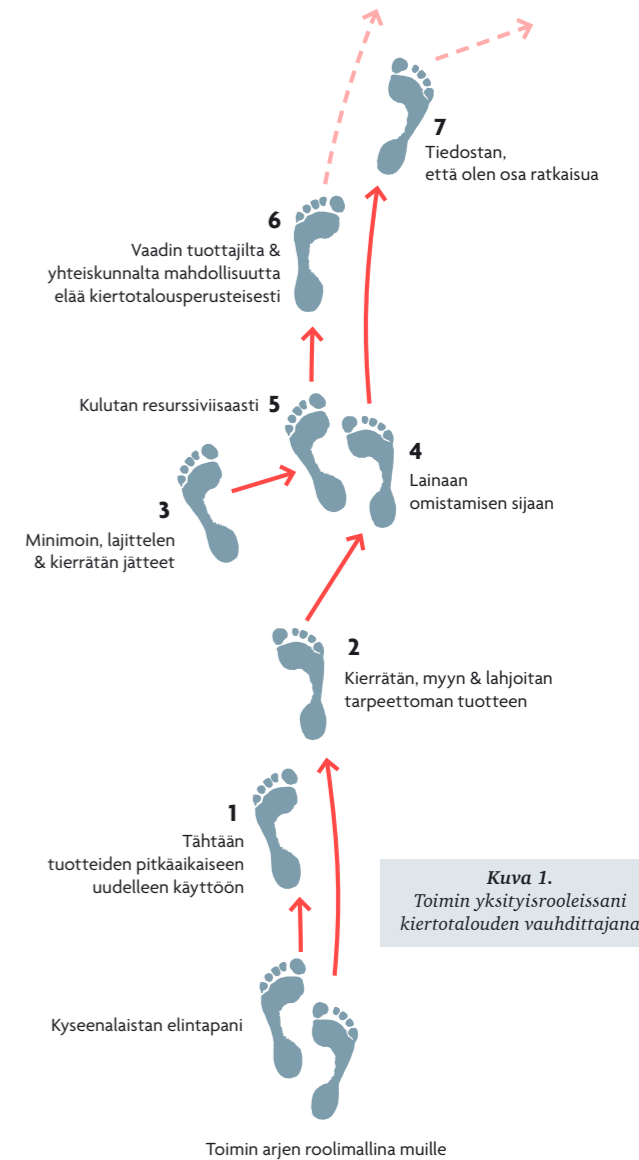 7
Tiedostan,
että olen osa ratkaisua
6
Vaadin tuottajilta &
yhteiskunnalta mahdollisuutta
elää kiertotalousperusteisesti
Kulutan resurssiviisaasti 5
4
Lainaan
omistamisen sijaan
3
Minimoin, lajittelen
& kierrätän jätteet
2
Kierrätän, myyn & lahjoitan
tarpeettoman tuotteen
1
Tähtään
tuotteiden pitkäaikaiseen
uudelleen käyttöön
Kuva 1.
Toimin yksityisrooleissani
kiertotalouden vauhdittajana
Kyseenalaistan elintapani
Toimin arjen roolimallina muille